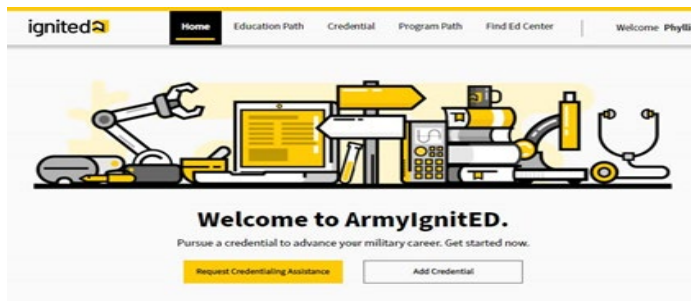 ignited
Home Education Path Credential Program Path Find Ed Center Welcome Phylli
Welcome to ArmyIgnitED.
Pursue a credential to advance your military career. Get started now.
Request Credentialing Assistance Add Credential